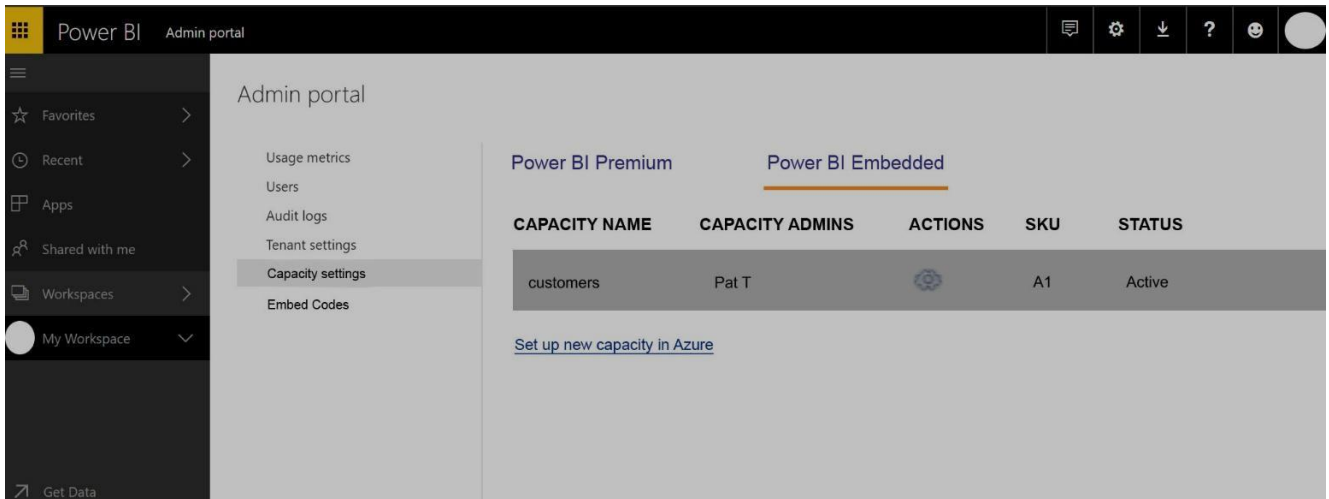 Power BI Admin portal ?
Favorites
Recent
Apps
Shared with me
Workspaces
My Workspace
Get Data
Admin portal
Usage metrics
Users
Audit logs
Tenant settings
Capacity settings
Embed Codes
Power BI Premium Power BI Embedded
CAPACITY NAME CAPACITY ADMINS ACTIONS SKU STATUS
customers Pat T A1 Active
Set up new capacity in Azure